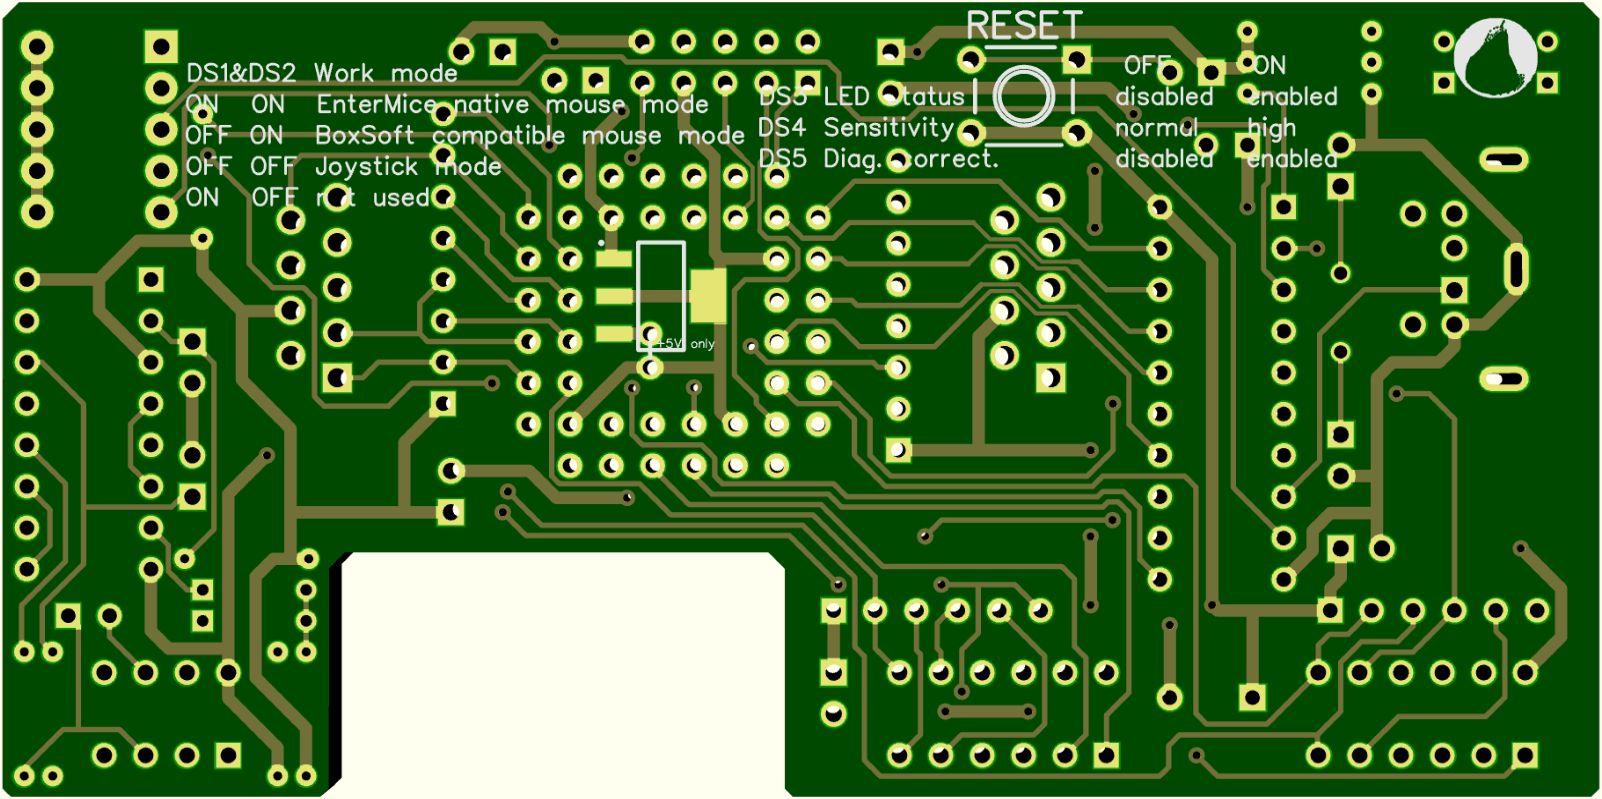 RESET
DS1&DS2 Work mode
ON ON EnterMice native mouse mode
OFF ON BoxSoft compatible mouse mode
OFF OFF Joystick mode
ON OFF not used
OFF ON
DS3 LED status disabled enabled
DS4 Sensitivity normal high
DS5 Diag. correct. disabled enabled
+5V only